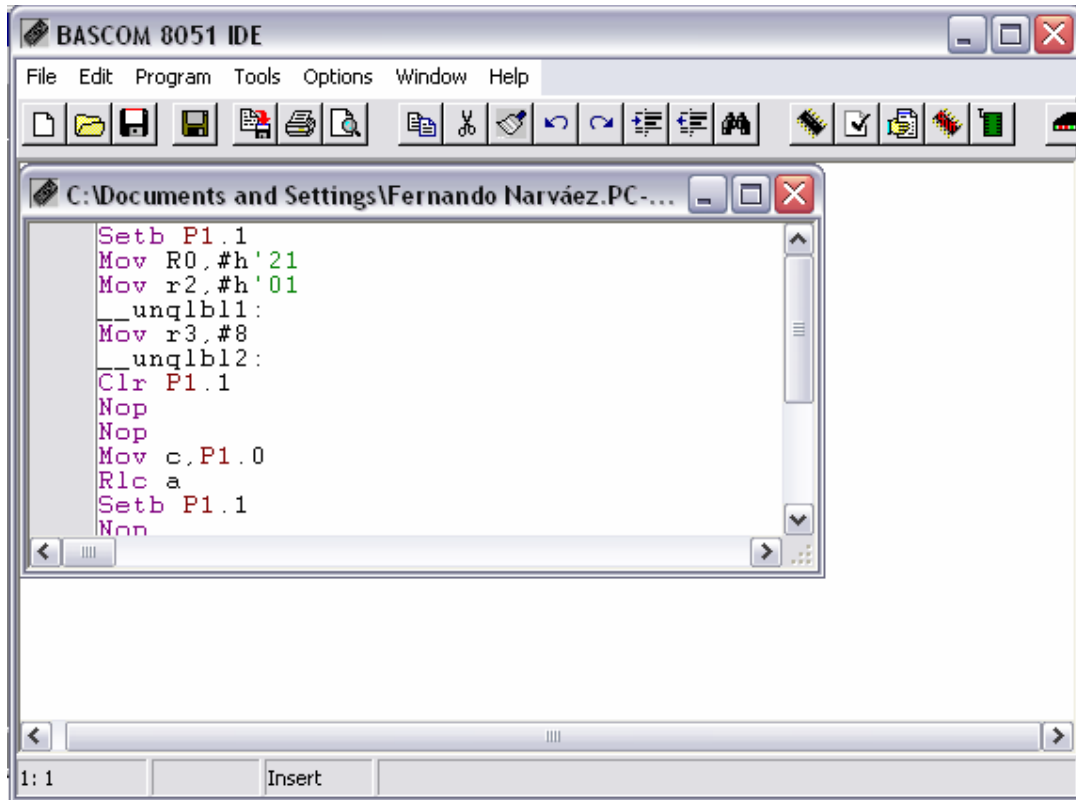 BASCOM 8051 IDE
File Edit Program Tools Options Window Help
C:\Documents and Settings\Fernando Narváez.PC-...
Setb P1.1
Mov R0,#h'21
Mov r2,#h'01
__unqlbl1:
Mov r3,#8
__unqlbl2:
Clr P1.1
Nop
Nop
Mov c,P1.0
Rlc a
Setb P1.1
Nop
1: 1 Insert